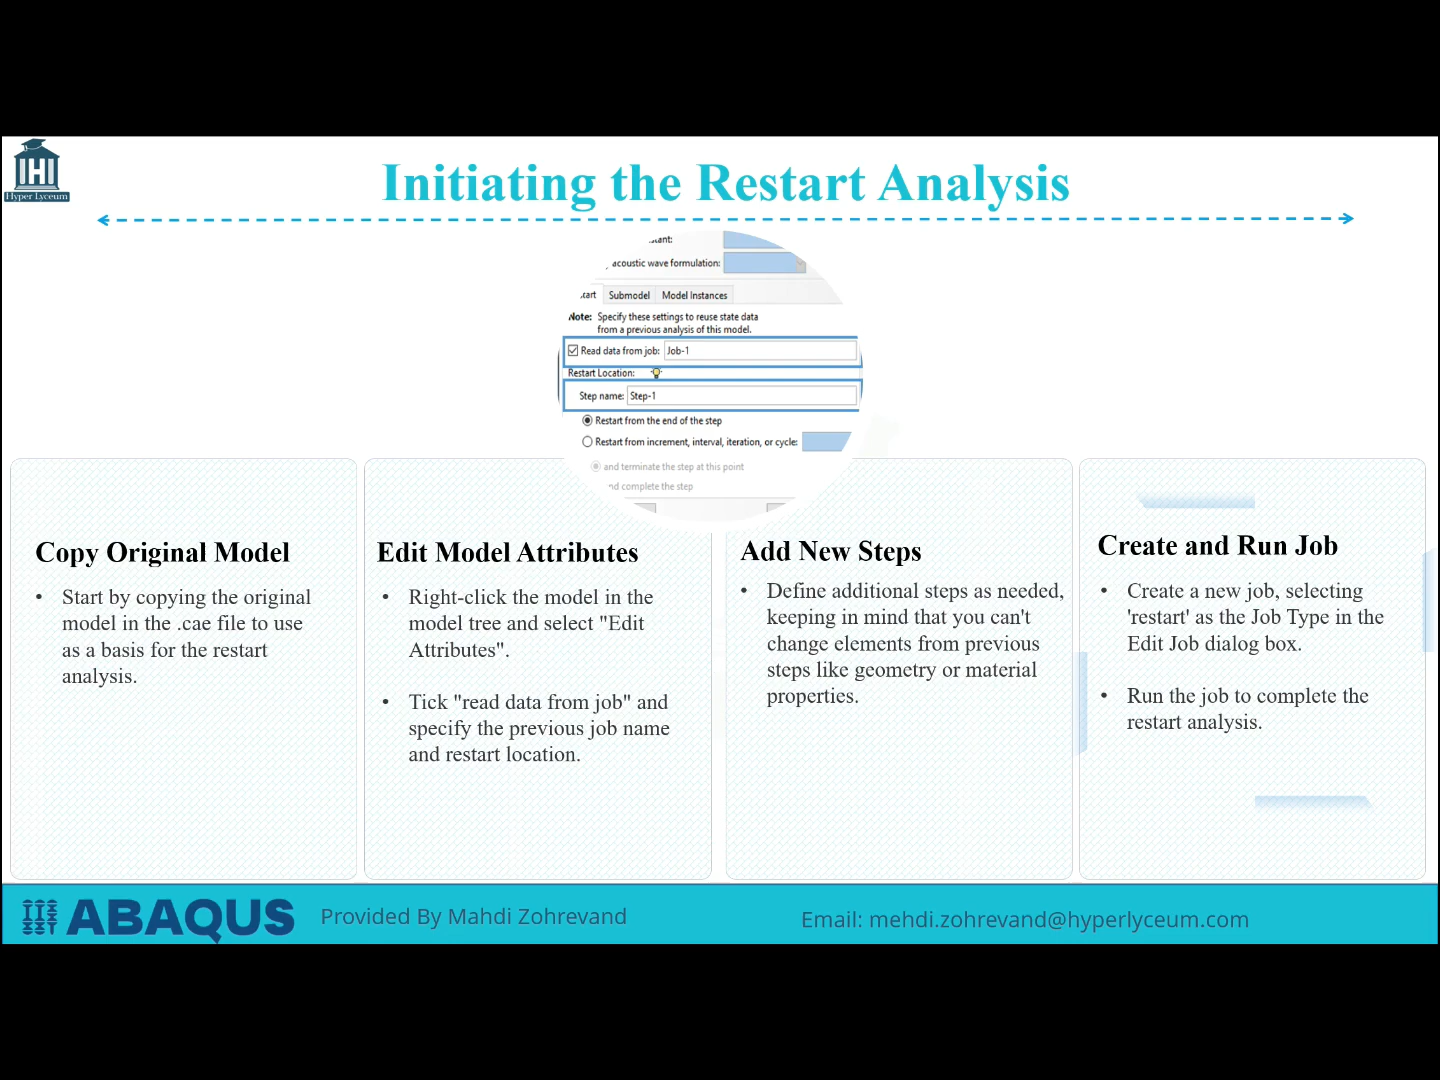 Hyper Lyceum
Initiating the Restart Analysis
acoustic wave formulation:
Submodel Model Instances
Note: Specify these settings to reuse state data
from a previous analysis of this model.
Read data from job: Job-1
Restart Location:
Step name: Step-1
Restart from the end of the step
Restart from increment, interval, iteration, or cycle:
and terminate the step at this point
complete the step
Copy Original Model
• Start by copying the original
model in the .cae file to use
as a basis for the restart
analysis.
Edit Model Attributes
• Right-click the model in the
model tree and select "Edit
Attributes".
• Tick "read data from job" and
specify the previous job name
and restart location.
Add New Steps
• Define additional steps as needed,
keeping in mind that you can't
change elements from previous
steps like geometry or material
properties.
Create and Run Job
• Create a new job, selecting
'restart' as the Job Type in the
Edit Job dialog box.
• Run the job to complete the
restart analysis.
ABAQUS
Provided By Mahdi Zohrevand
Email: mehdi.zohrevand@hyperlyceum.com